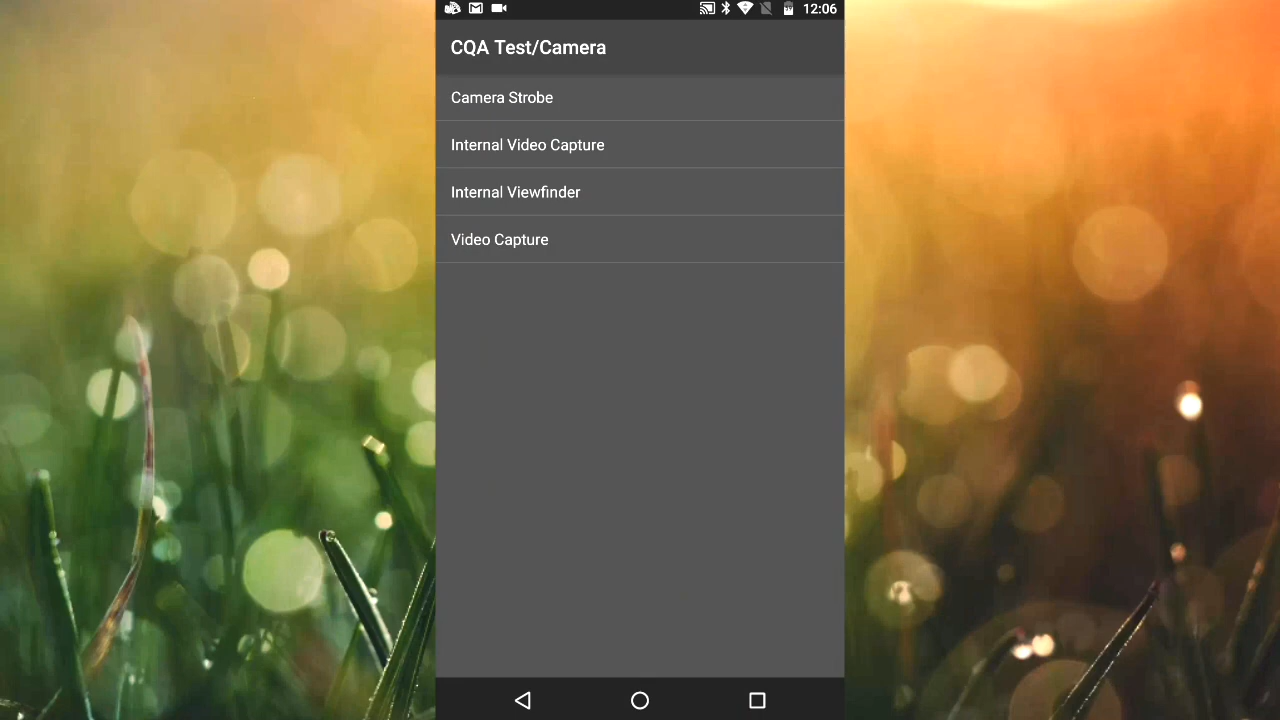 12:06
CQA Test/Camera
Camera Strobe
Internal Video Capture
Internal Viewfinder
Video Capture